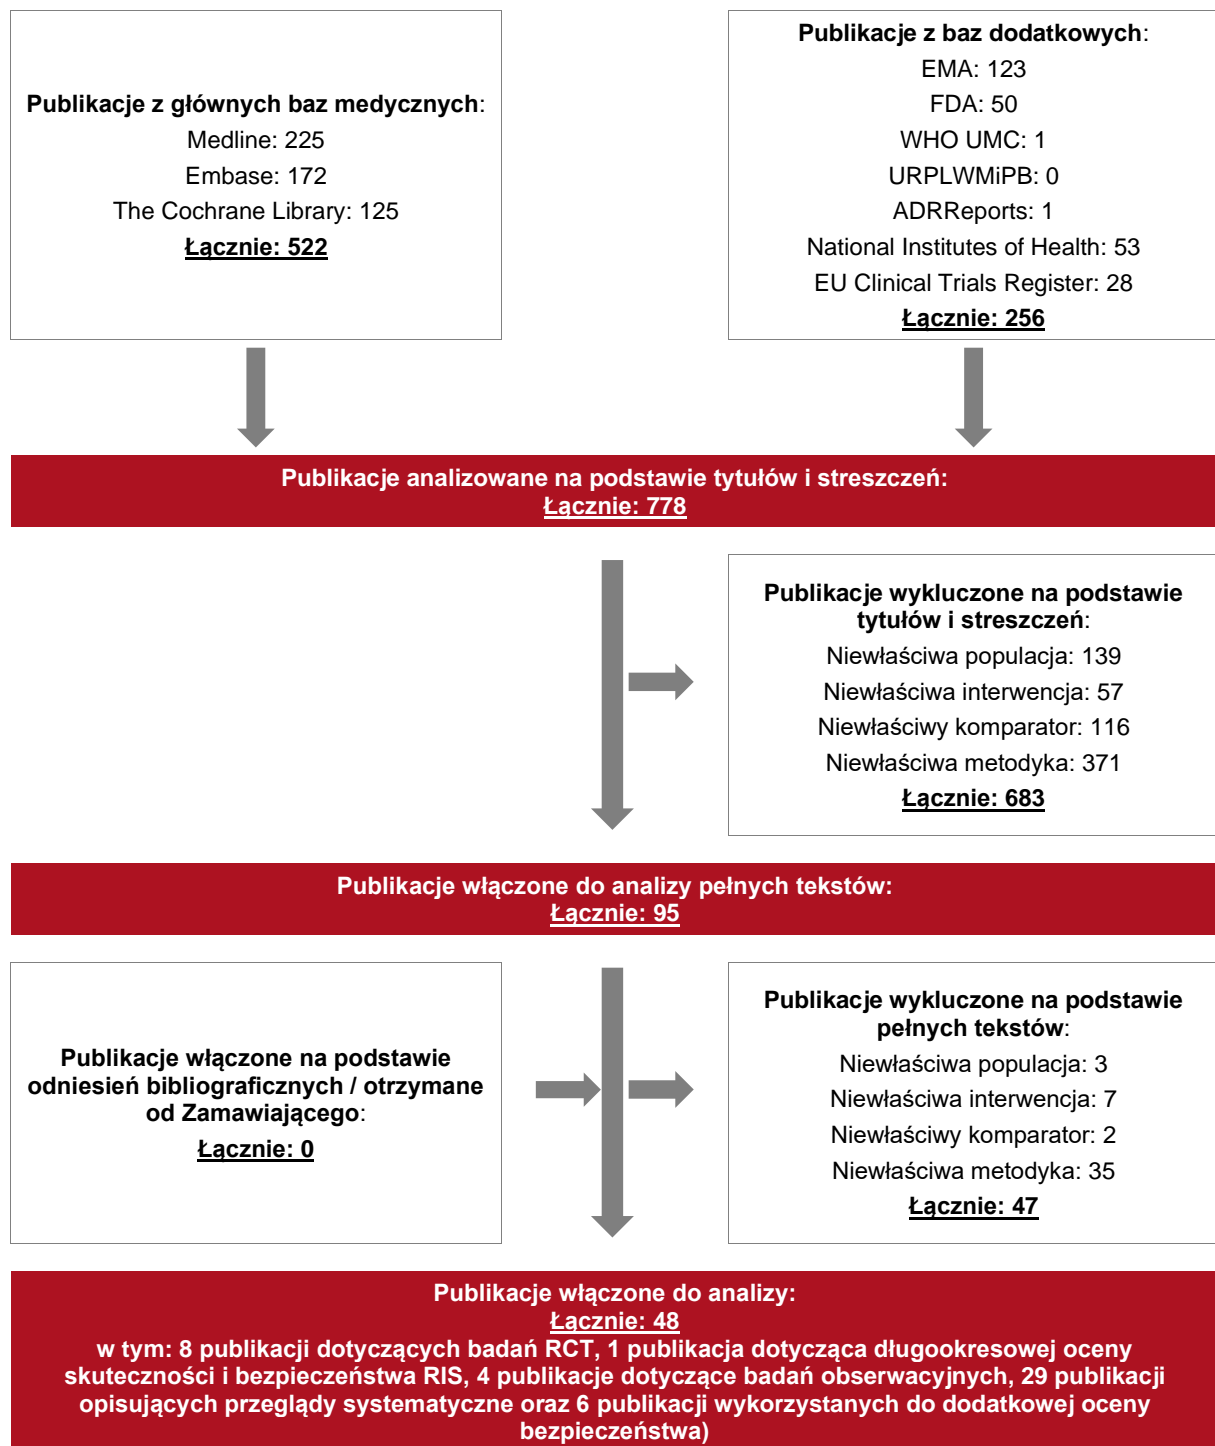 Publikacje z głównych baz medycznych:
Medline: 225
Embase: 172
The Cochrane Library: 125
Łącznie: 522
Publikacje z baz dodatkowych:
EMA: 123
FDA: 50
WHO UMC: 1
URPLWMiPB: 0
ADRReports: 1
National Institutes of Health: 53
EU Clinical Trials Register: 28
Łącznie: 256
Publikacje analizowane na podstawie tytułów i streszczeń:
Łącznie: 778
Publikacje wykluczone na podstawie
tytułów i streszczeń:
Niewłaściwa populacja: 139
Niewłaściwa interwencja: 57
Niewłaściwy komparator: 116
Niewłaściwa metodyka: 371
Łącznie: 683
Publikacje włączone do analizy pełnych tekstów:
Łącznie: 95
Publikacje włączone na podstawie
odniesień bibliograficznych / otrzymane
od Zamawiającego:
Łącznie: 0
Publikacje wykluczone na podstawie
pełnych tekstów:
Niewłaściwa populacja: 3
Niewłaściwa interwencja: 7
Niewłaściwy komparator: 2
Niewłaściwa metodyka: 35
Łącznie: 47
Publikacje włączone do analizy:
Łącznie: 48
w tym: 8 publikacji dotyczących badań RCT, 1 publikacja dotycząca długookresowej oceny
skuteczności i bezpieczeństwa RIS, 4 publikacje dotyczące badań obserwacyjnych, 29 publikacji
opisujących przeglądy systematyczne oraz 6 publikacji wykorzystanych do dodatkowej oceny
bezpieczeństwa)